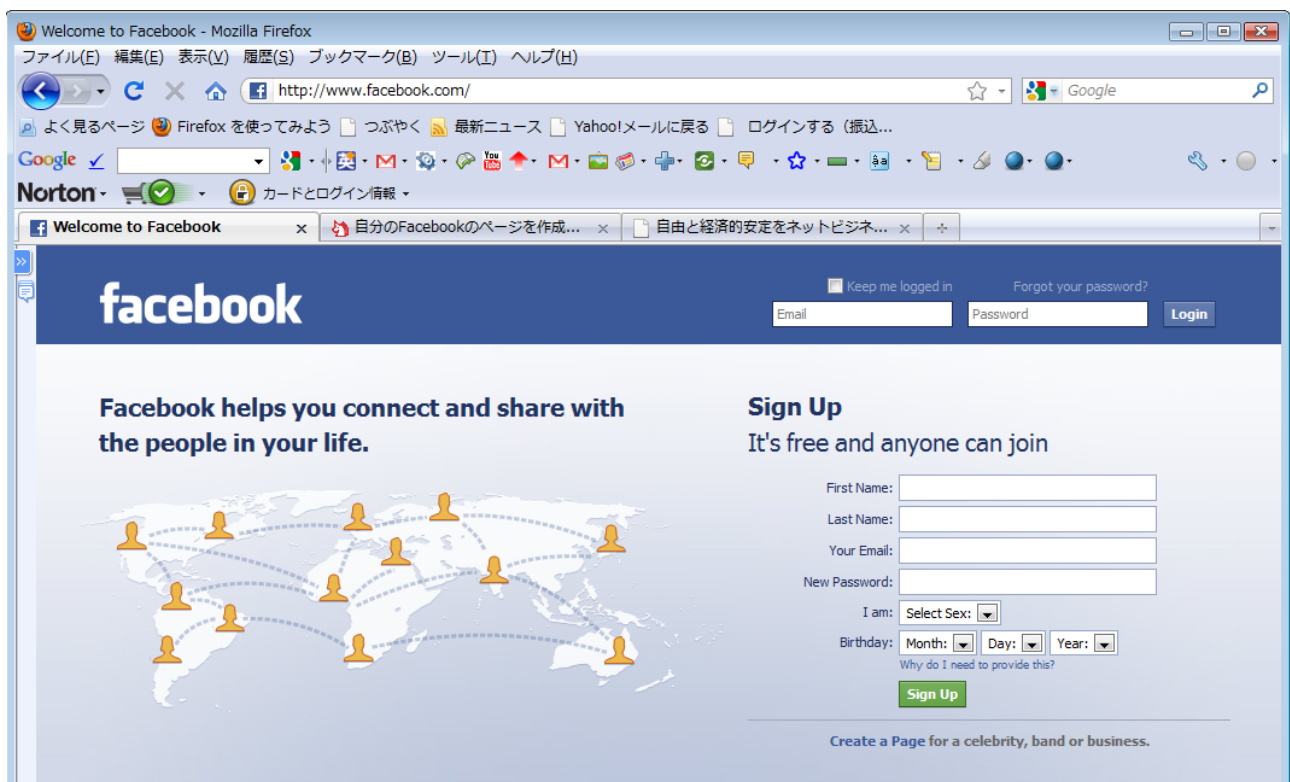 Welcome to Facebook - Mozilla Firefox
ファイル(F) 編集(E) 表示(V) 履歴(S) ブックマーク(B) ツール(T) ヘルプ(H)
http://www.facebook.com/ Google
よく見るページ Firefox を使ってみよう つぶやく 最新ニュース Yahoo!メールに戻る ログインする（振込...
Google
Norton カードとログイン情報
Welcome to Facebook 自分のFacebookのページを作成... 自由と経済的安定をネットビジネ...
facebook
Keep me logged in Forgot your password?
Email Password Login
Facebook helps you connect and share with
the people in your life.
Sign Up
It's free and anyone can join
First Name:
Last Name:
Your Email:
New Password:
I am: Select Sex:
Birthday: Month: Day: Year:
Why do I need to provide this?
Sign Up
Create a Page for a celebrity, band or business.